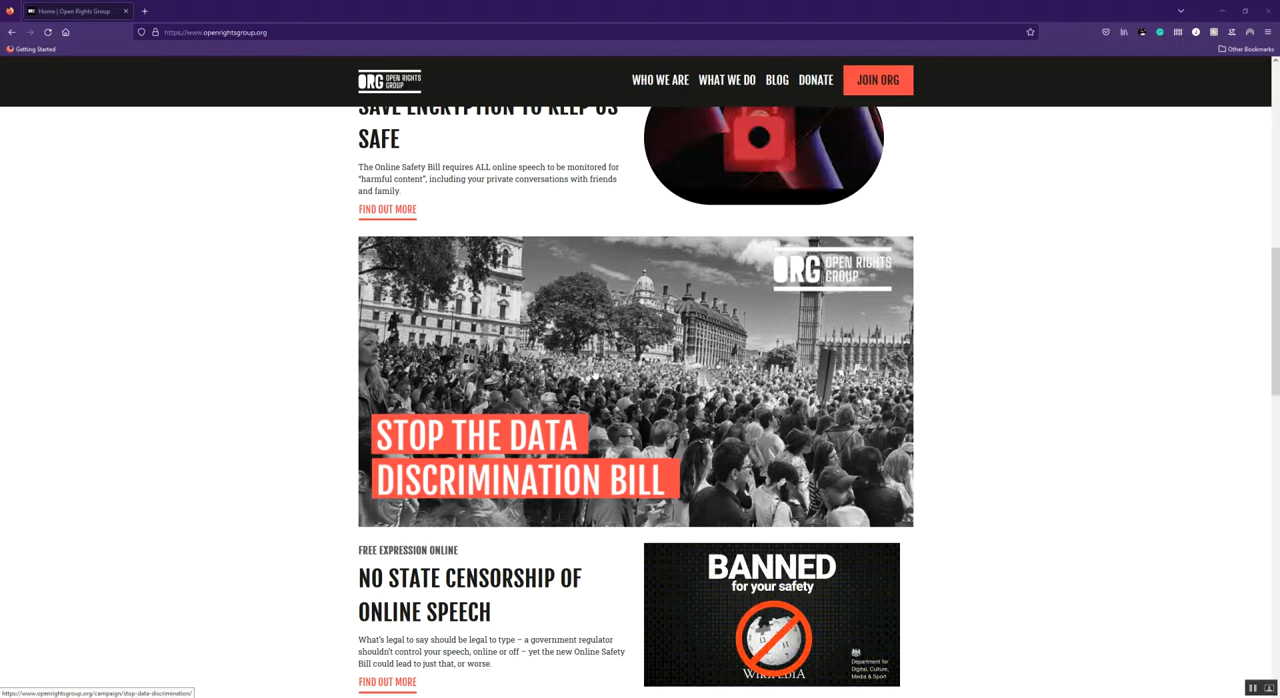 Home | Open Rights Group
https://www.openrightsgroup.org
Getting Started
Other Bookmarks
ORG OPEN RIGHTS GROUP
WHO WE ARE
WHAT WE DO
BLOG
DONATE
JOIN ORG
SAVE ENCRYPTION TO KEEP US
SAFE
The Online Safety Bill requires ALL online speech to be monitored for
“harmful content”, including your private conversations with friends
and family.
FIND OUT MORE
ORG OPEN RIGHTS
GROUP
STOP THE DATA
DISCRIMINATION BILL
FREE EXPRESSION ONLINE
NO STATE CENSORSHIP OF
ONLINE SPEECH
What’s legal to say should be legal to type – a government regulator
shouldn’t control your speech, online or off – yet the new Online Safety
Bill could lead to just that, or worse.
FIND OUT MORE
BANNED
for your safety
WIKIPEDIA
Department for
Digital, Culture,
Media & Sport
https://www.openrightsgroup.org/campaign/stop-data-discrimination/